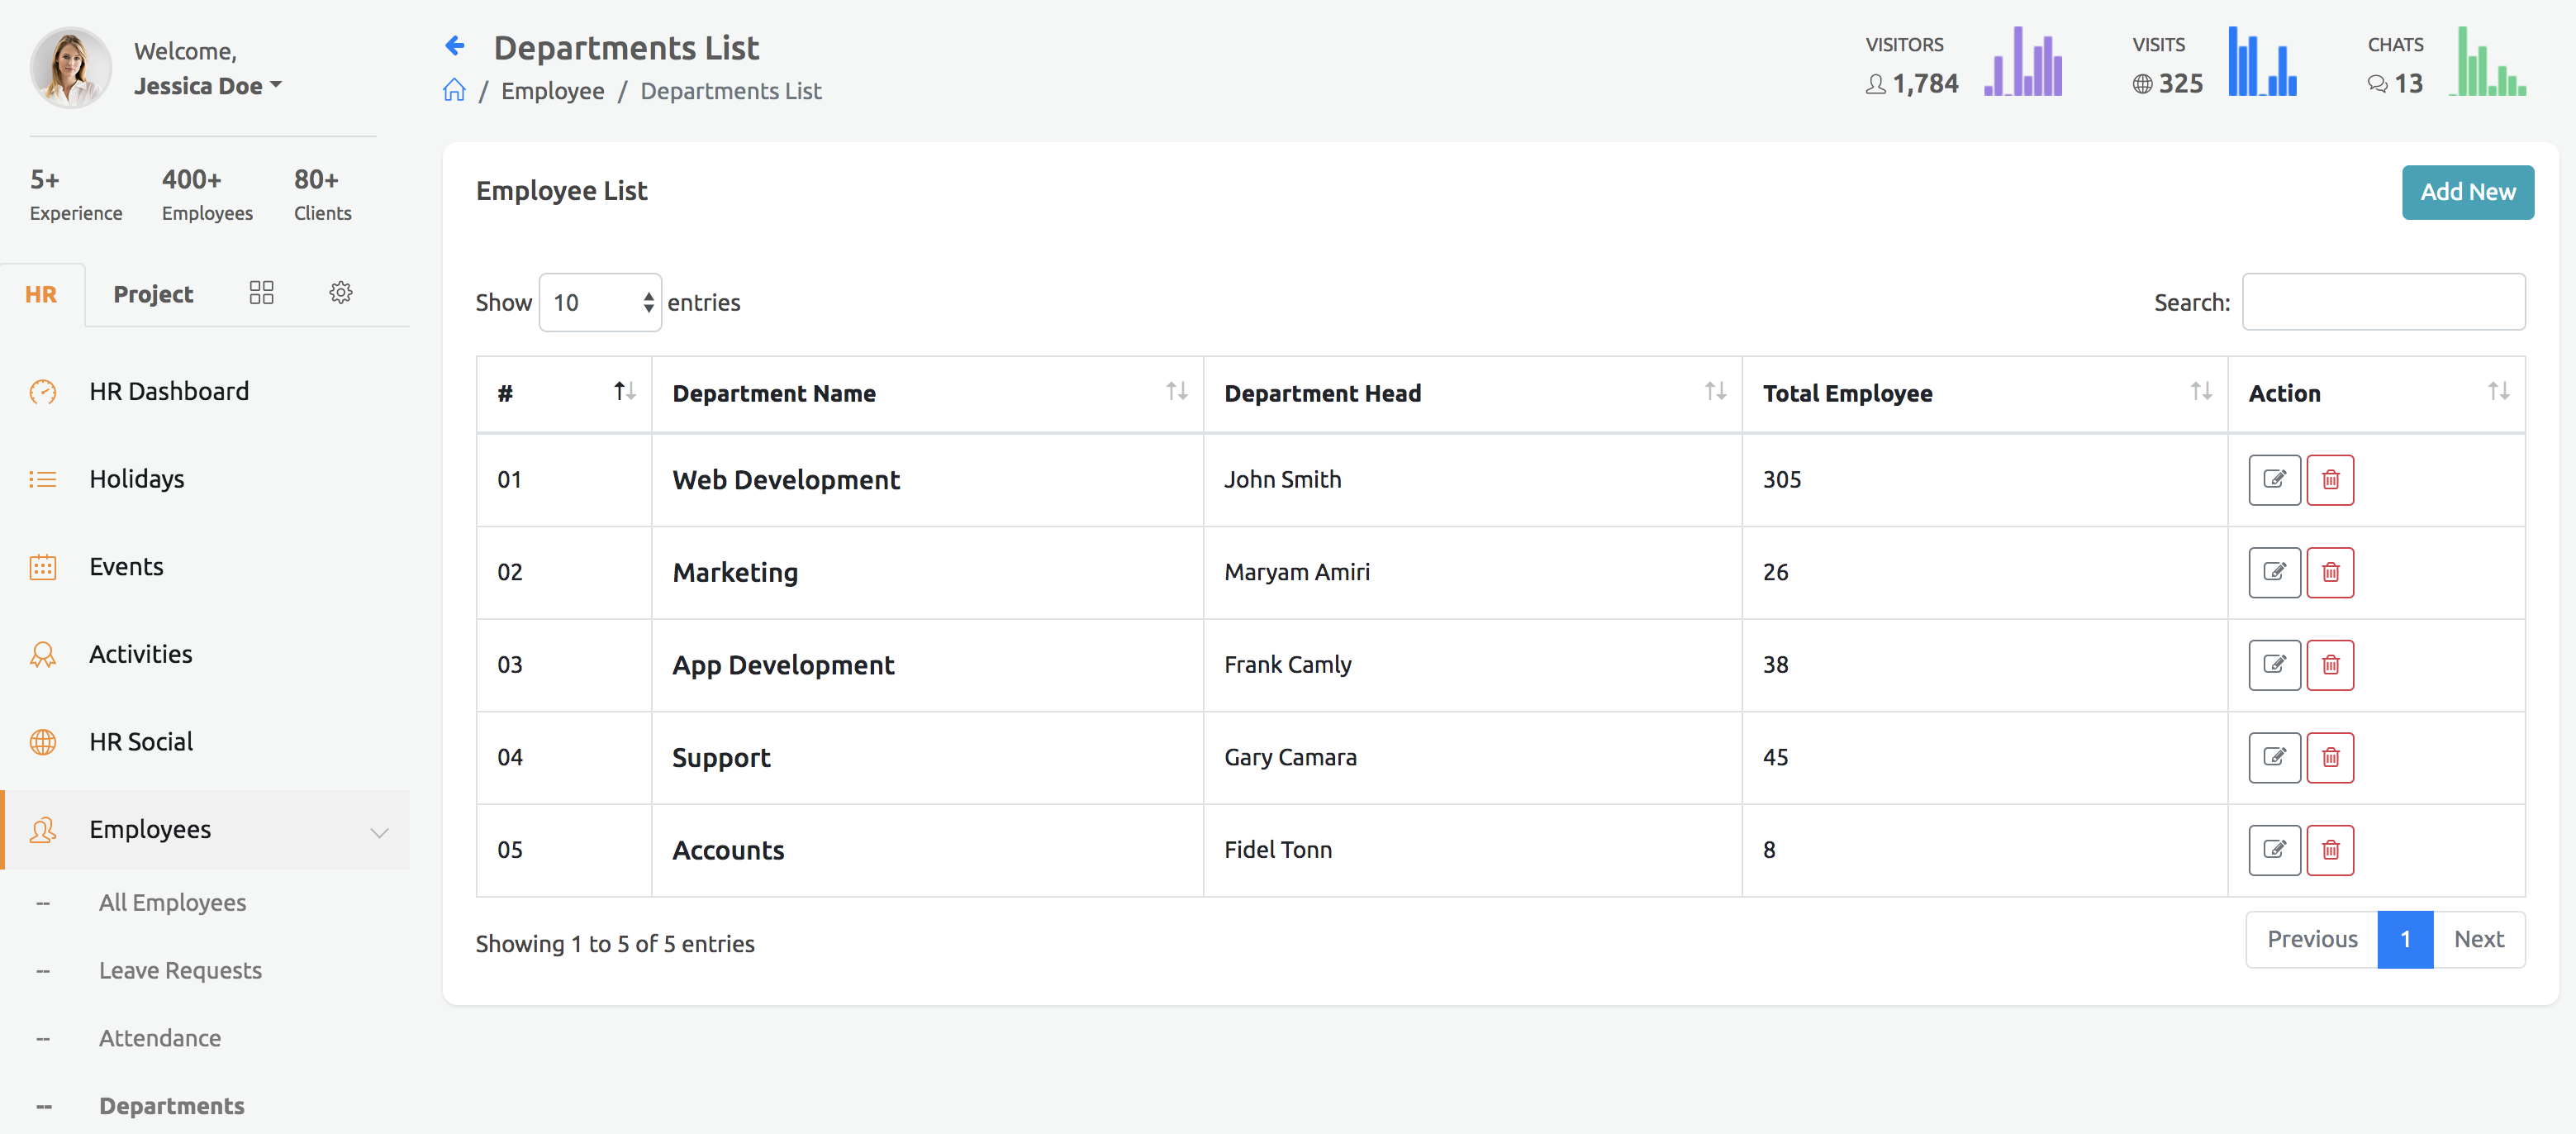 Welcome,
Jessica Doe
5+ 400+ 80+
Experience Employees Clients
HR Project
HR Dashboard
Holidays
Events
Activities
HR Social
Employees
-- All Employees
-- Leave Requests
-- Attendance
-- Departments
Departments List
/ Employee / Departments List
VISITORS
1,784
VISITS
325
CHATS
13
Employee List
Add New
Show 10 entries
Search:
# Department Name Department Head Total Employee Action
01 Web Development John Smith 305
02 Marketing Maryam Amiri 26
03 App Development Frank Camly 38
04 Support Gary Camara 45
05 Accounts Fidel Tonn 8
Showing 1 to 5 of 5 entries
Previous 1 Next